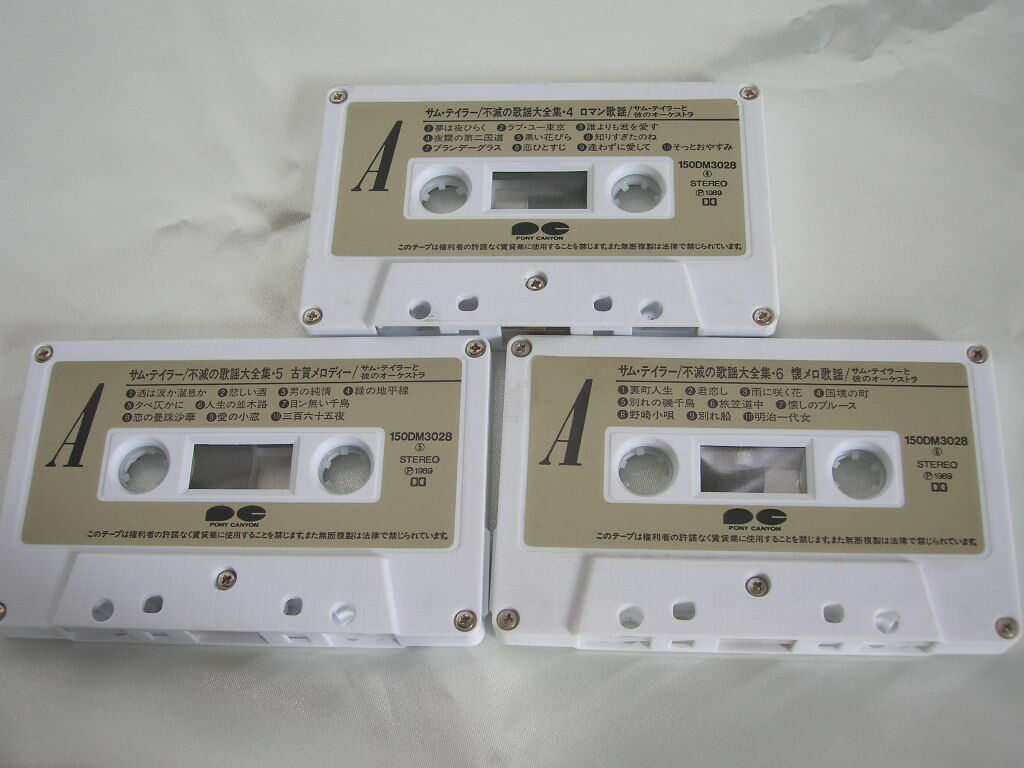 サム・テイラー/不滅の歌謡大全集・4 ロマン歌謡/サム・テイラーと彼のオーケストラ
A
❶夢は夜ひらく ❷ラブ・ユー東京 ❸誰よりも君を愛す
❹夜霧の第二国道 ❺黒い花びら ❻知りすぎたのね
❼ブランデーグラス ❽恋ひとすじ ❾逢わずに愛して ❿そっとおやすみ
150DM3028
④
STEREO
Ⓟ1989
PONY CANYON
このテープは権利者の許諾なく賃貸業に使用することを禁じます。また無断複製は法律で禁じられています。
サム・テイラー/不滅の歌謡大全集・5 古賀メロディー/サム・テイラーと彼のオーケストラ
A
❶酒は涙か溜息か ❷悲しい酒 ❸男の純情 ❹緑の地平線
❺夕べ仄かに ❻人生の並木路 ❼目ン無い千鳥
❽恋の曼珠沙華 ❾愛の小窓 ❿三百六十五夜
150DM3028
⑤
STEREO
Ⓟ1989
PONY CANYON
このテープは権利者の許諾なく賃貸業に使用することを禁じます。また無断複製は法律で禁じられています。
サム・テイラー/不滅の歌謡大全集・6 懐メロ歌謡/サム・テイラーと彼のオーケストラ
A
❶裏町人生 ❷君恋し ❸雨に咲く花 ❹国境の町
❺別れの磯千鳥 ❻旅笠道中 ❼懐しのブルース
❽野崎小唄 ❾別れ船 ❿明治一代女
150DM3028
⑥
STEREO
Ⓟ1989
PONY CANYON
このテープは権利者の許諾なく賃貸業に使用することを禁じます。また無断複製は法律で禁じられています。